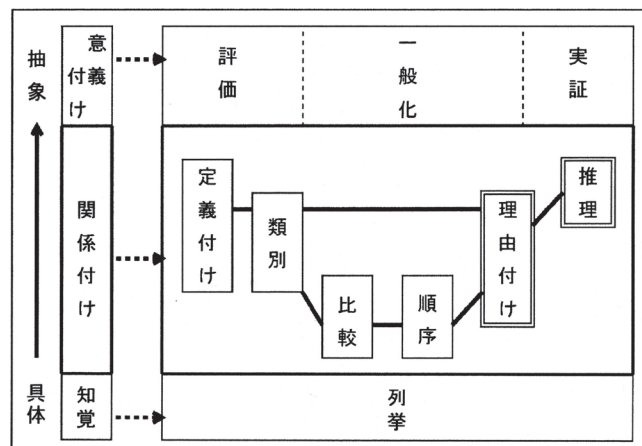 抽象
具体
意義付け
関係付け
知覚
評価
一般化
実証
定義付け
類別
比較
順序
理由付け
推理
列挙